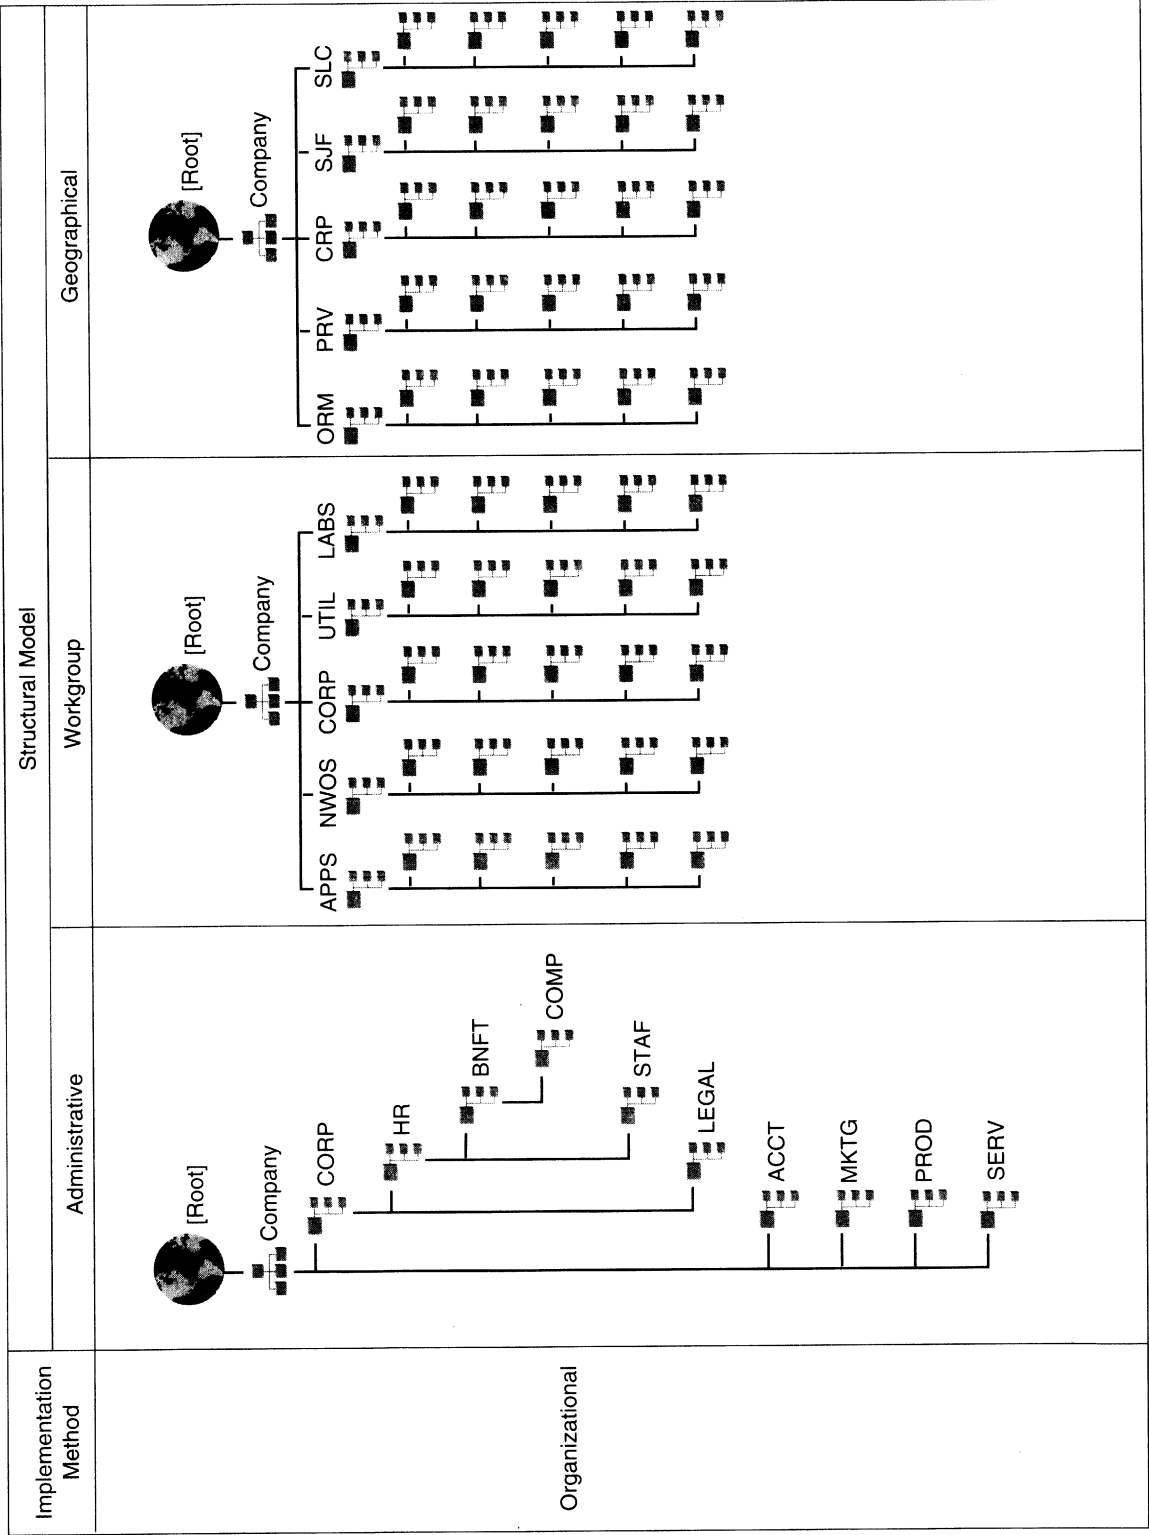 Implementation
Method
Structural Model
Administrative
Workgroup
Geographical
Organizational
[Root]
Company
CORP
HR
BNFT
COMP
STAF
LEGAL
ACCT
MKTG
PROD
SERV
[Root]
Company
APPS
NWOS
CORP
UTIL
LABS
[Root]
Company
ORM
PRV
CRP
SJF
SLC